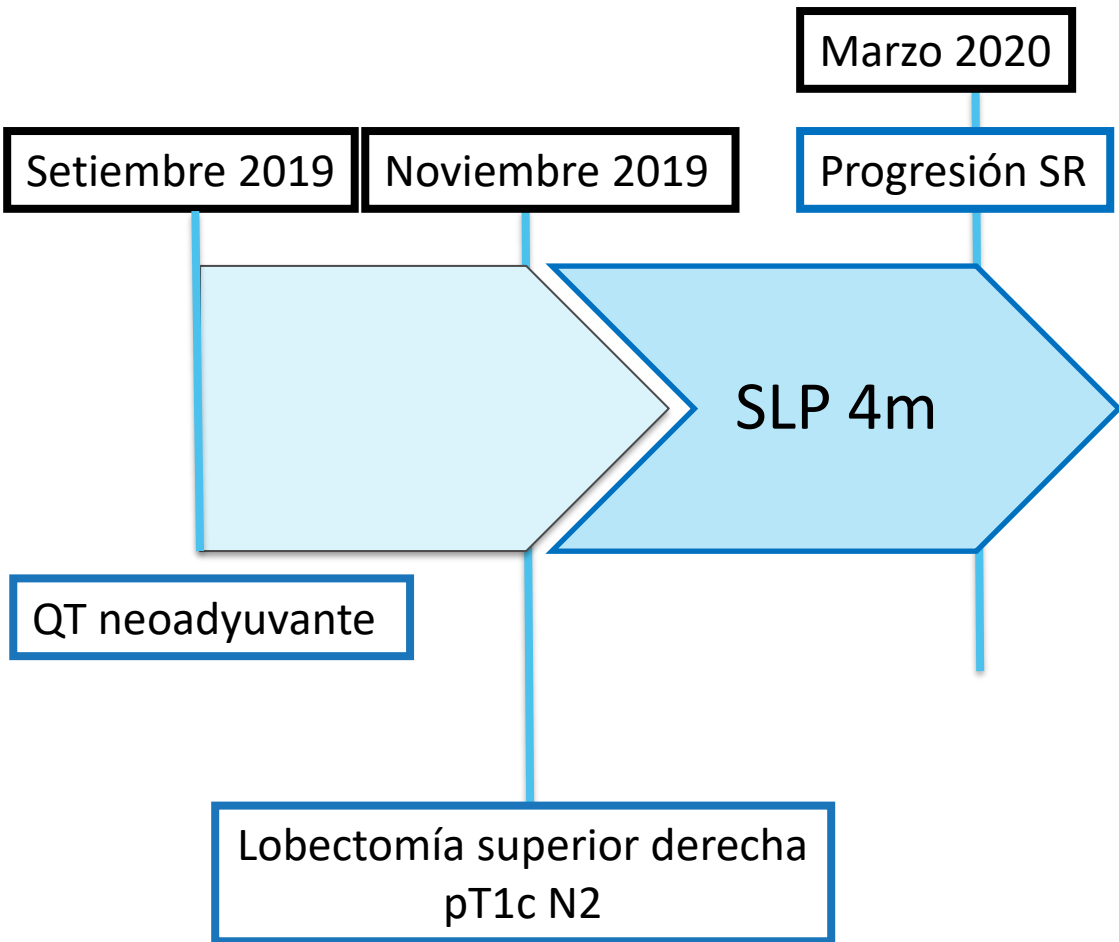 Marzo 2020
Setiembre 2019
Noviembre 2019
Progresión SR
SLP 4m
QT neoadyuvante
Lobectomía superior derecha
pT1c N2